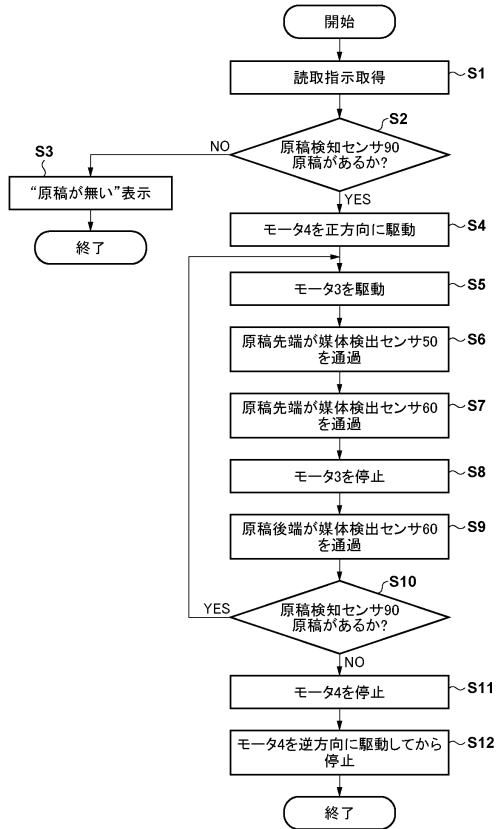 開始
読取指示取得
S1
S2
原稿検知センサ90
原稿があるか?
NO
YES
S3
“原稿が無い”表示
終了
モータ4を正方向に駆動
S4
モータ3を駆動
S5
原稿先端が媒体検出センサ50
を通過
S6
原稿先端が媒体検出センサ60
を通過
S7
モータ3を停止
S8
原稿後端が媒体検出センサ60
を通過
S9
S10
原稿検知センサ90
原稿があるか?
YES
NO
モータ4を停止
S11
モータ4を逆方向に駆動してから
停止
S12
終了